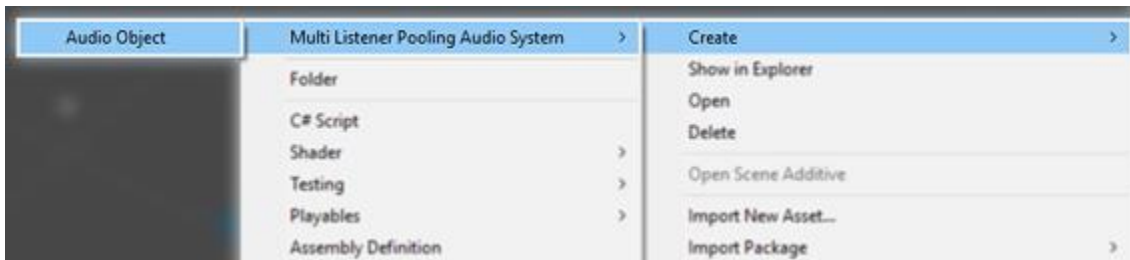 Audio Object
Multi Listener Pooling Audio System
Folder
C# Script
Shader
Testing
Playables
Assembly Definition
Create
Show in Explorer
Open
Delete
Open Scene Additive
Import New Asset...
Import Package